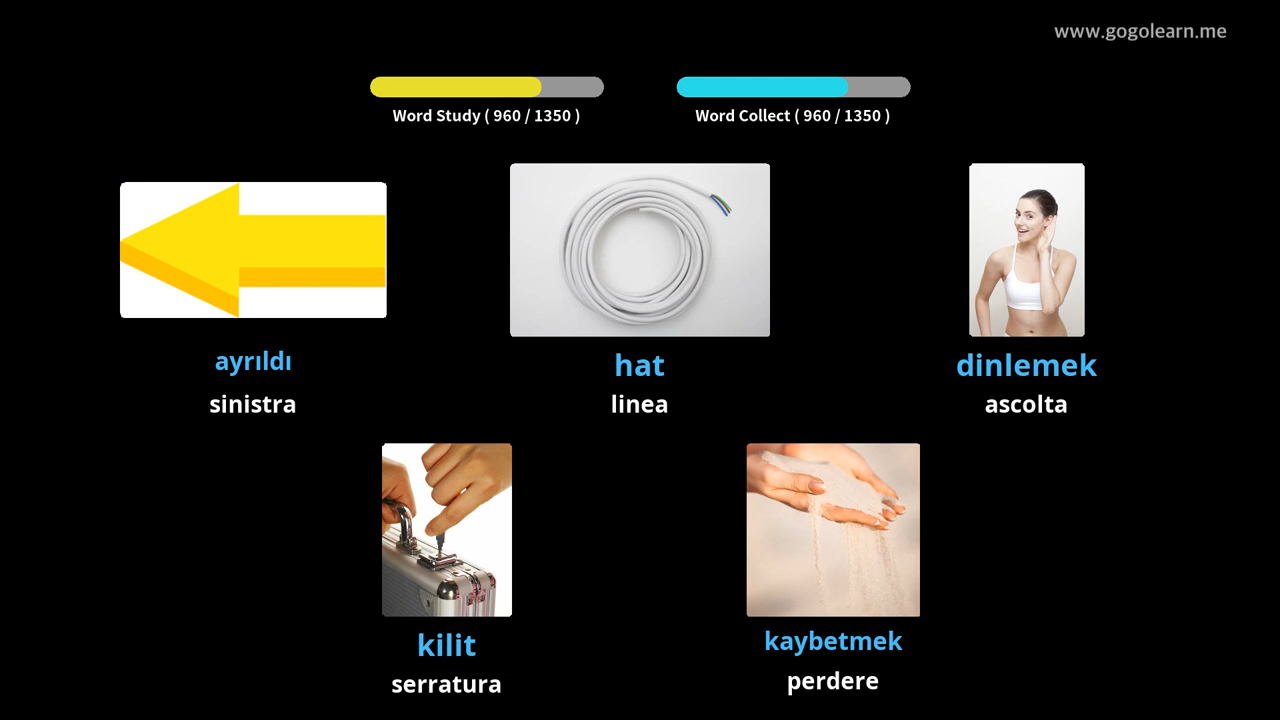 www.gogolearn.me
Word Study ( 960 / 1350 )
Word Collect ( 960 / 1350 )
ayrıldı
sinistra
hat
linea
dinlemek
ascolta
kilit
serratura
kaybetmek
perdere